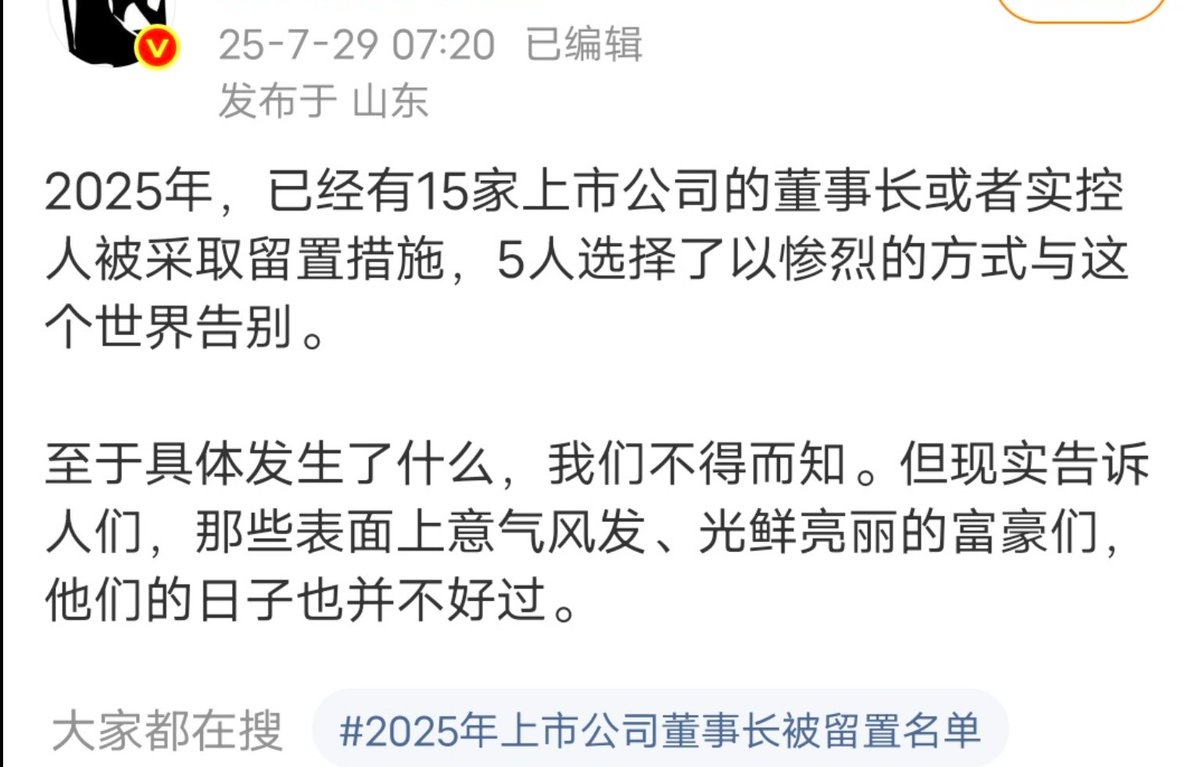 25-7-29 07:20 已编辑
发布于 山东
2025年，已经有15家上市公司的董事长或者实控
人被采取留置措施，5人选择了以惨烈的方式与这
个世界告别。
至于具体发生了什么，我们不得而知。但现实告诉
人们，那些表面上意气风发、光鲜亮丽的富豪们，
他们的日子也并不好过。
大家都在搜 #2025年上市公司董事长被留置名单